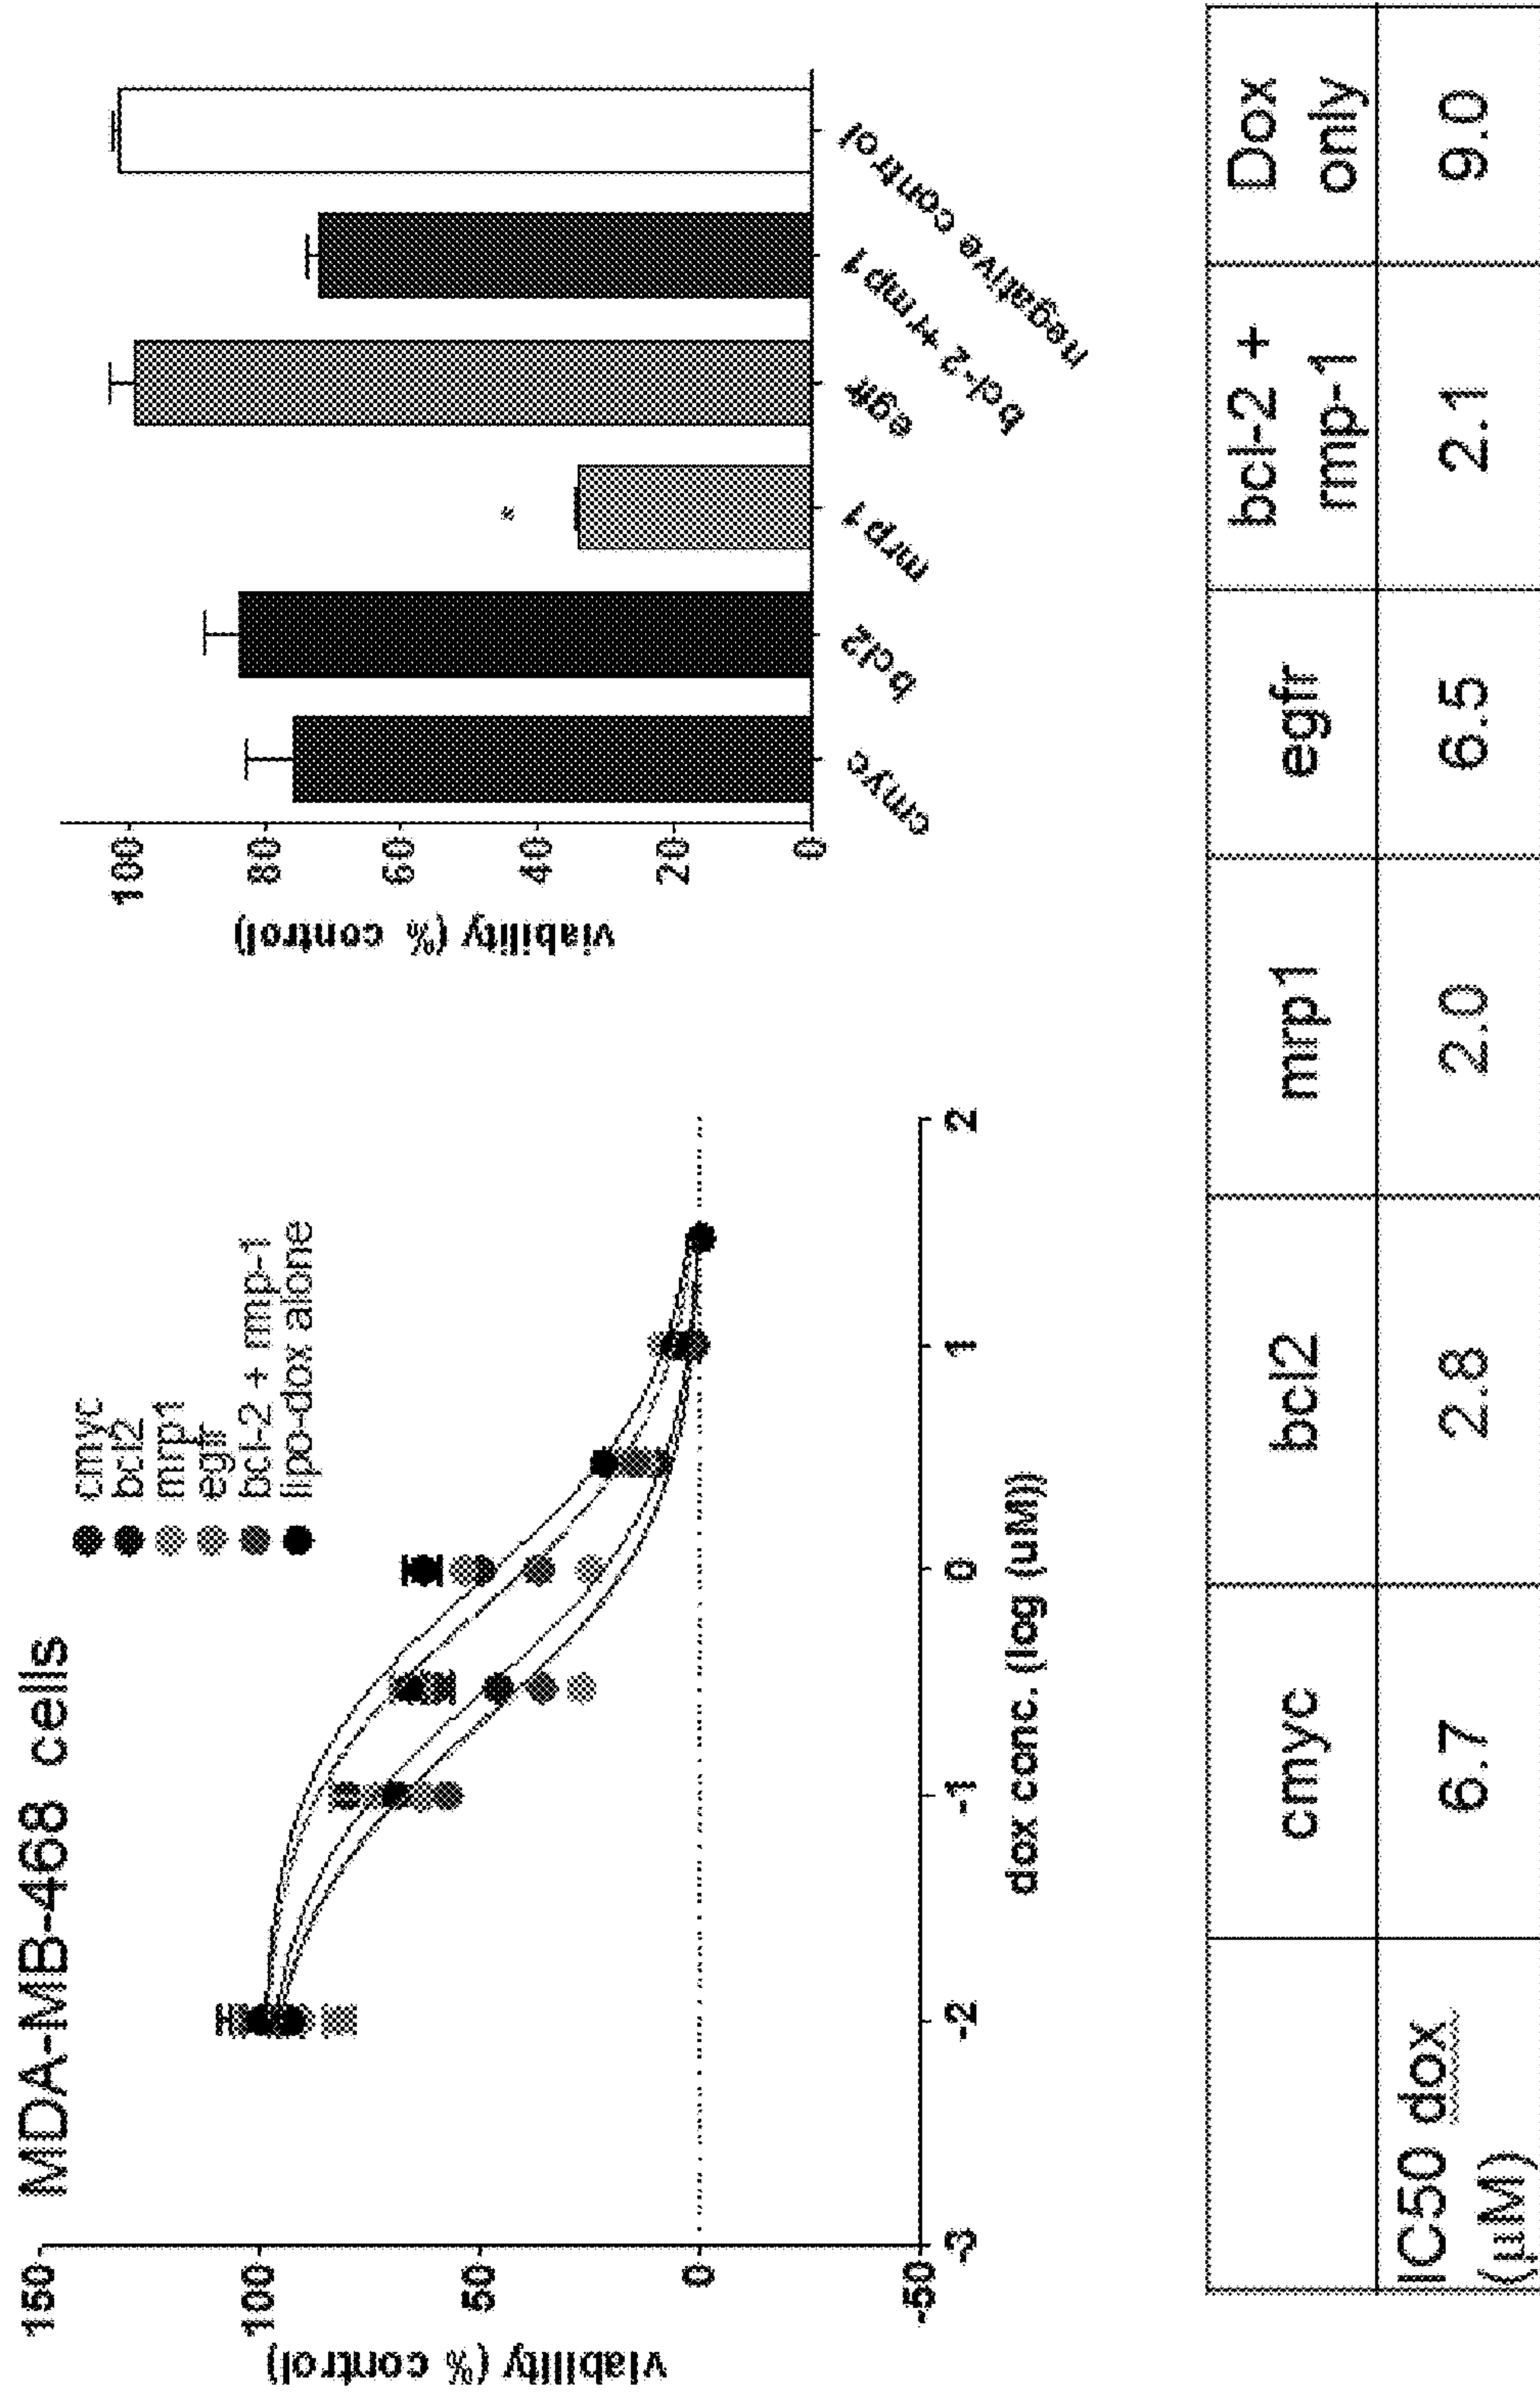 MDA-MB-468 cells
150
100
50
0
-50
viability (% control)
-3
-2
-1
0
1
2
dox conc. (log (uM))
cmyc
bcl2
mrp1
egfr
bcl-2 + rmp-1
lipo-dox alone
100
80
60
40
20
0
viability (% control)
*
cmyc
bcl2
mrp1
egfr
bcl-2 +rmp1
negative control
cmyc
bcl2
mrp1
egfr
bcl-2 +
rmp-1
Dox
only
IC50 dox
(µM)
6.7
2.8
2.0
6.5
2.1
9.0